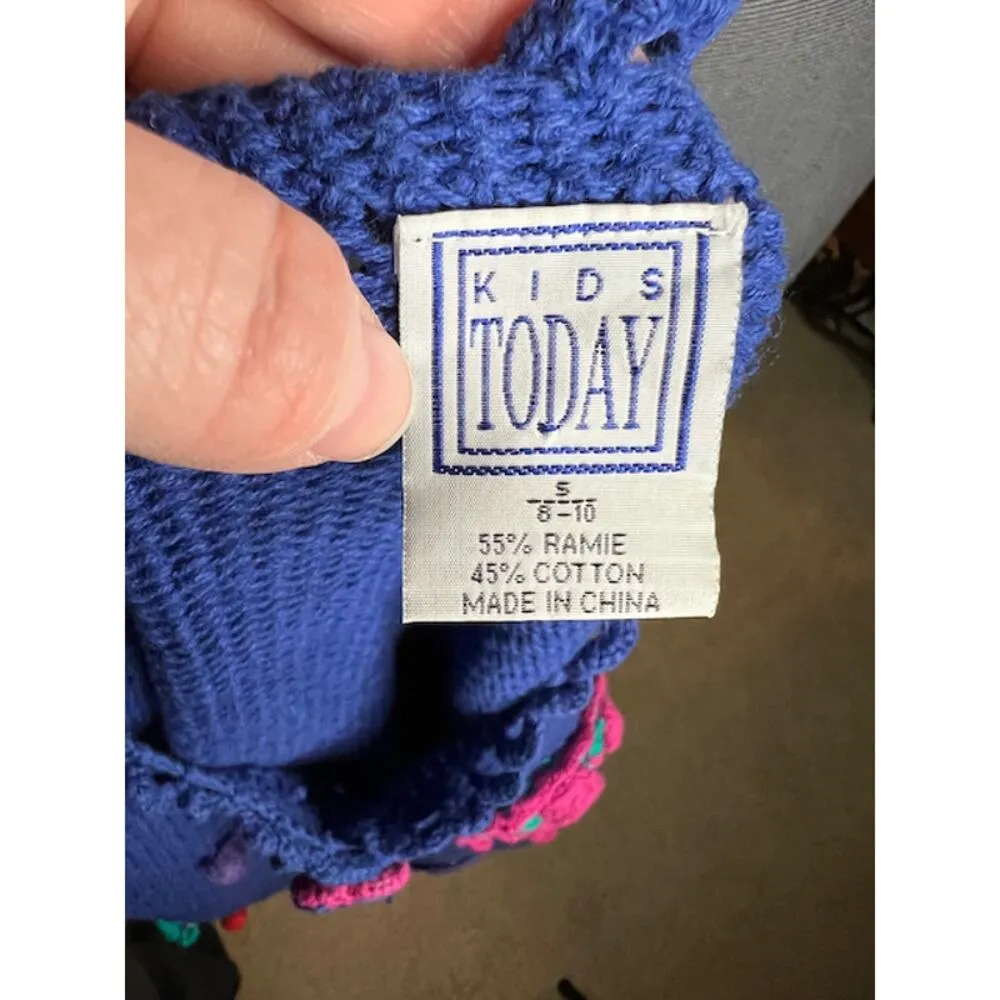 KIDS
TODAY
S
8-10
55% RAMIE
45% COTTON
MADE IN CHINA